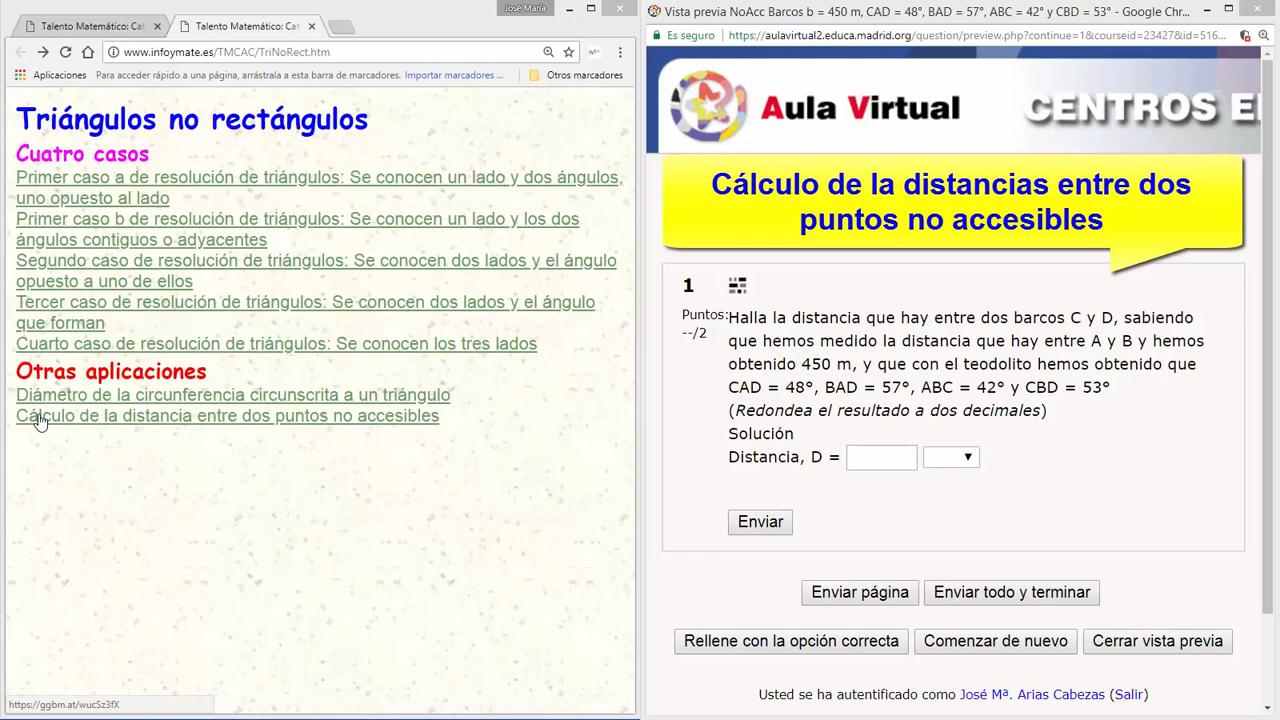 José María
Talento Matemático: Cat
Talento Matemático: Cat
www.infoymate.es/TMCAC/TriNoRect.htm
Aplicaciones
Para acceder rápido a una página, arrástrala a esta barra de marcadores.
Importar marcadores ...
Otros marcadores
Triángulos no rectángulos
Cuatro casos
Primer caso a de resolución de triángulos: Se conocen un lado y dos ángulos,
uno opuesto al lado
Primer caso b de resolución de triángulos: Se conocen un lado y los dos
ángulos contiguos o adyacentes
Segundo caso de resolución de triángulos: Se conocen dos lados y el ángulo
opuesto a uno de ellos
Tercer caso de resolución de triángulos: Se conocen dos lados y el ángulo
que forman
Cuarto caso de resolución de triángulos: Se conocen los tres lados
Otras aplicaciones
Diámetro de la circunferencia circunscrita a un triángulo
Cálculo de la distancia entre dos puntos no accesibles
https://ggbm.at/wucSz3fX
Vista previa NoAcc Barcos b = 450 m, CAD = 48°, BAD = 57°, ABC = 42° y CBD = 53° - Google Chr...
Es seguro
https://aulavirtual2.educa.madrid.org/question/preview.php?continue=1&courseid=23427&id=516...
Aula Virtual
CENTROS E
Cálculo de la distancias entre dos
puntos no accesibles
1
Puntos:
--/2
Halla la distancia que hay entre dos barcos C y D, sabiendo
que hemos medido la distancia que hay entre A y B y hemos
obtenido 450 m, y que con el teodolito hemos obtenido que
CAD = 48°, BAD = 57°, ABC = 42° y CBD = 53°
(Redondea el resultado a dos decimales)
Solución
Distancia, D =
Enviar
Enviar página
Enviar todo y terminar
Rellene con la opción correcta
Comenzar de nuevo
Cerrar vista previa
Usted se ha autentificado como José Mª. Arias Cabezas (Salir)